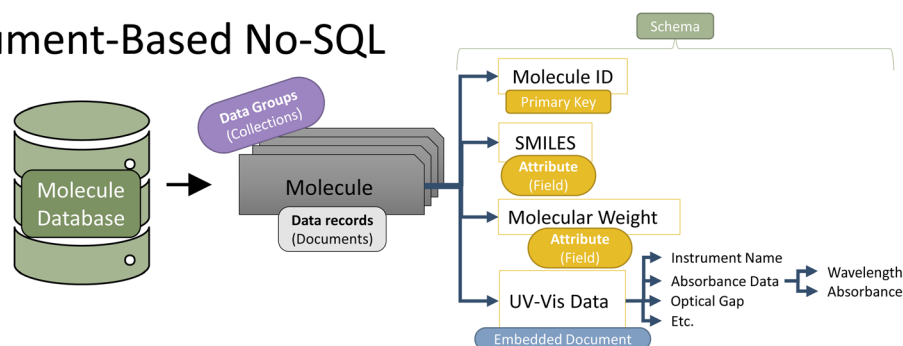 ument-Based No-SQL
Schema
Molecule
Database
Data Groups
(Collections)
Molecule
Data records
(Documents)
Molecule ID
Primary Key
SMILES
Attribute
(Field)
Molecular Weight
Attribute
(Field)
UV-Vis Data
Embedded Document
Instrument Name
Absorbance Data
Optical Gap
Etc.
Wavelength
Absorbance